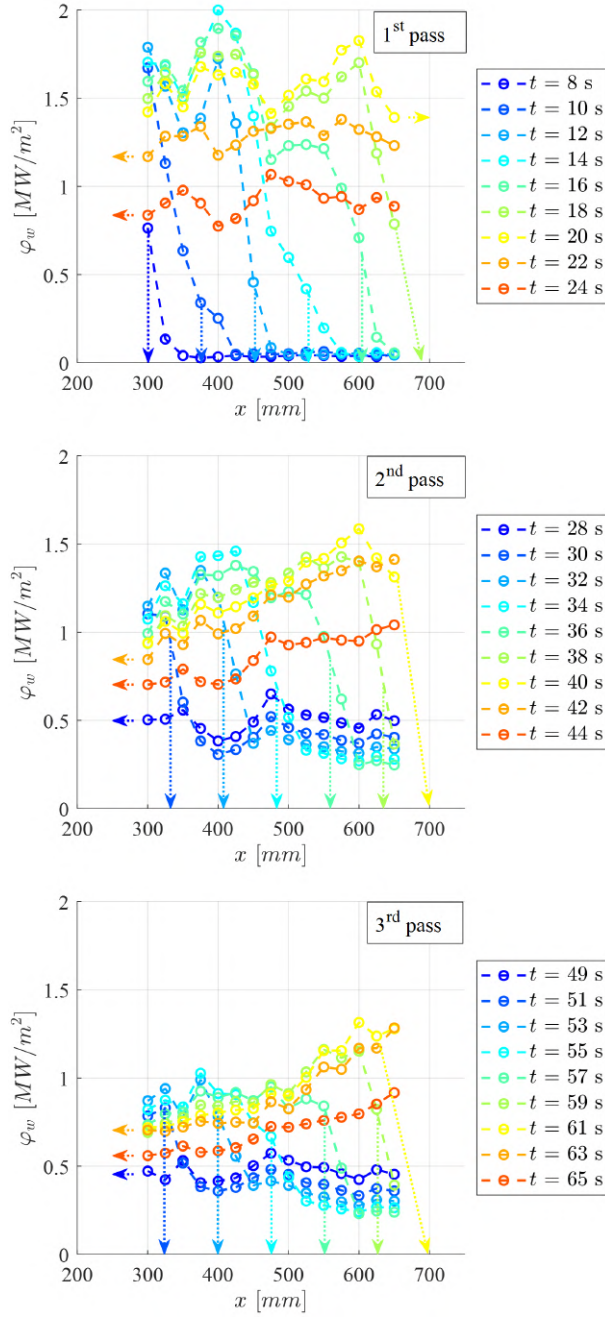 2
1.5
1
0.5
0
φw [MW/m²]
200 300 400 500 600 700
x [mm]
1st pass
t = 8 s
t = 10 s
t = 12 s
t = 14 s
t = 16 s
t = 18 s
t = 20 s
t = 22 s
t = 24 s
2
1.5
1
0.5
0
φw [MW/m²]
200 300 400 500 600 700
x [mm]
2nd pass
t = 28 s
t = 30 s
t = 32 s
t = 34 s
t = 36 s
t = 38 s
t = 40 s
t = 42 s
t = 44 s
2
1.5
1
0.5
0
φw [MW/m²]
200 300 400 500 600 700
x [mm]
3rd pass
t = 49 s
t = 51 s
t = 53 s
t = 55 s
t = 57 s
t = 59 s
t = 61 s
t = 63 s
t = 65 s